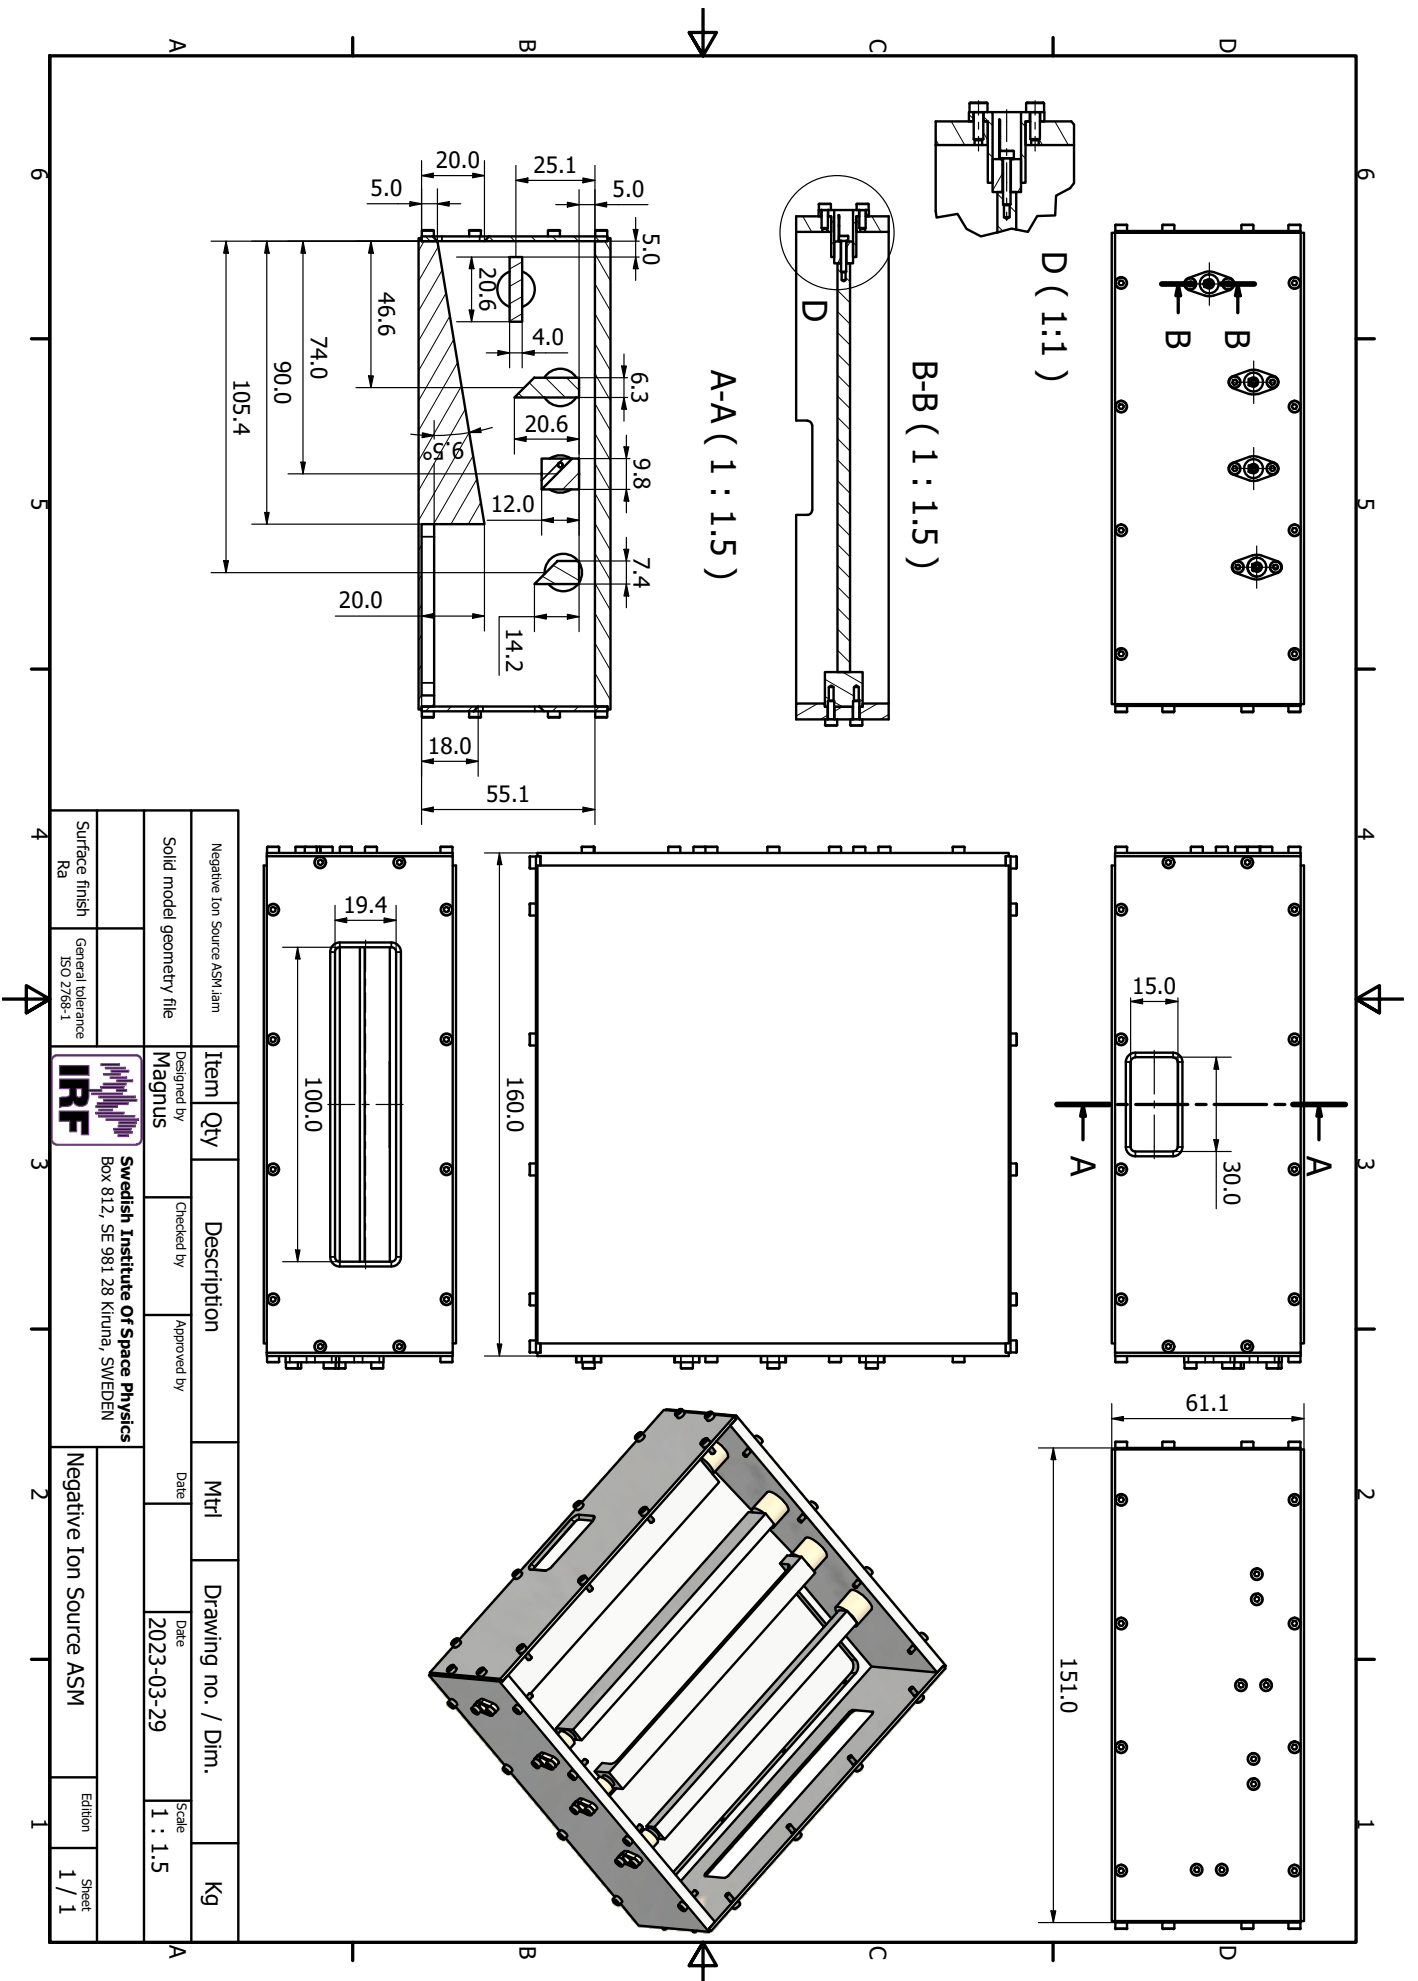 6
5
4
3
2
1
D
C
B
A
D
C
B
A
6
5
4
3
2
1
B
B
D ( 1:1 )
B-B ( 1 : 1.5 )
D
A-A ( 1 : 1.5 )
5.0
20.6
4.0
6.3
20.6
9.8
12.0
7.4
14.2
5.0
25.1
20.0
5.0
9.5°
46.6
74.0
90.0
105.4
20.0
18.0
55.1
15.0
30.0
A
A
160.0
19.4
100.0
61.1
151.0
Item
Qty
Description
Mtrl
Drawing no. / Dim.
Kg
Negative Ion Source ASM.iam
Solid model geometry file
Designed by
Magnus
Checked by
Approved by
Date
Date
2023-03-29
Scale
1 : 1.5
Surface finish
Ra
General tolerance
ISO 2768-1
IRF
Swedish Institute Of Space Physics
Box 812, SE 981 28 Kiruna, SWEDEN
Negative Ion Source ASM
Edition
Sheet
1 / 1